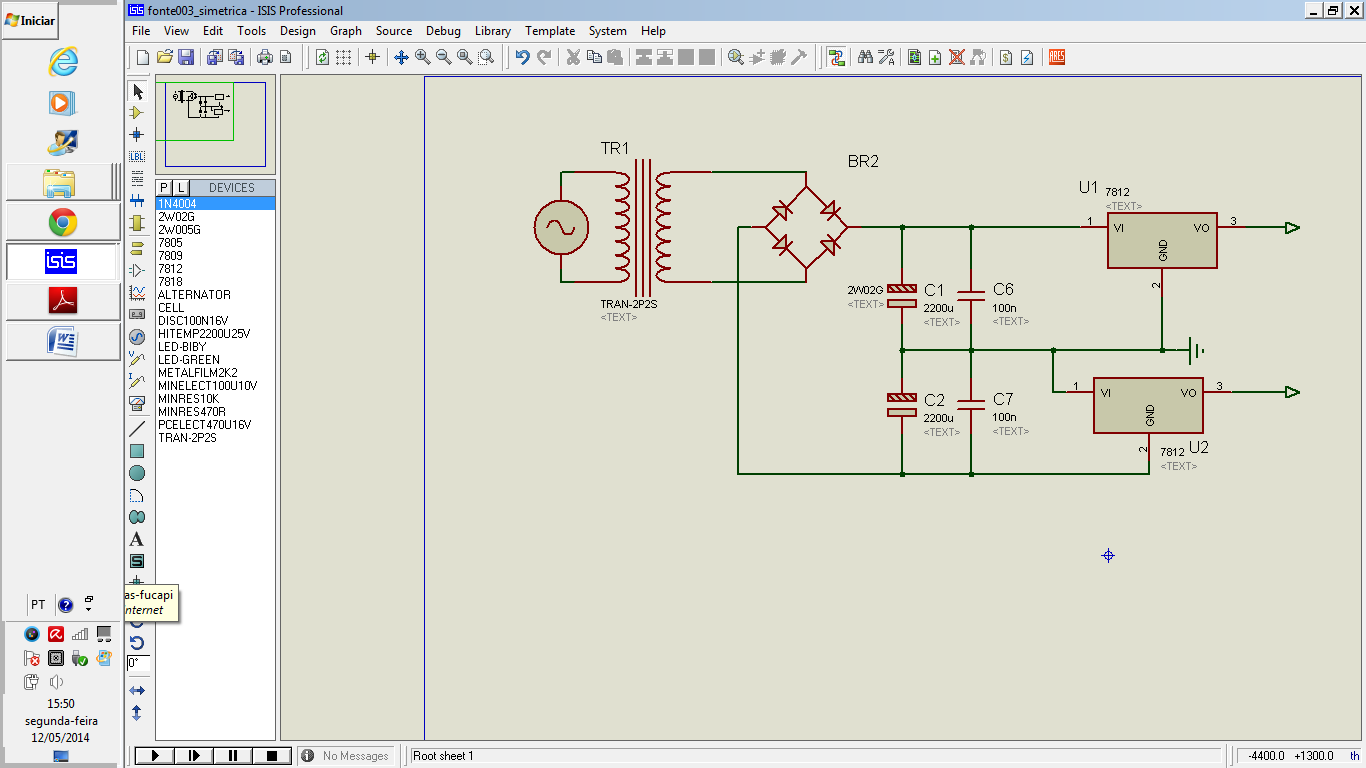 Iniciar
fonte003_simetrica - ISIS Professional
File View Edit Tools Design Graph Source Debug Library Template System Help
ARES
LBL
P L DEVICES
1N4004
2W02G
2W005G
7805
7809
7812
7818
ALTERNATOR
CELL
DISC100N16V
HITEMP2200U25V
LED-BIBY
LED-GREEN
METALFILM2K2
MINELECT100U10V
MINRES10K
MINRES470R
PCELECT470U16V
TRAN-2P2S
isis
A
S
TR1
TRAN-2P2S
<TEXT>
BR2
2W02G
<TEXT>
C1
2200u
<TEXT>
C6
100n
<TEXT>
U1
7812
<TEXT>
1 VI VO 3
GND
2
C2
2200u
<TEXT>
C7
100n
<TEXT>
1 VI VO 3
GND
2
7812 U2
<TEXT>
as-fucapi
nternet
PT
0°
15:50
segunda-feira
12/05/2014
No Messages
Root sheet 1
-4400.0 +1300.0 th